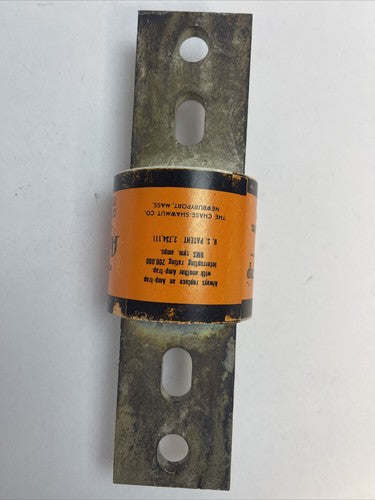 Always replace an Amp-trap
with another Amp-trap
Interrupting rating 200,000
RMS sym. amps.
U.S. PATENT 2,734,111
THE CHASE-SHAWMUT CO.
NEWBURYPORT, MASS.